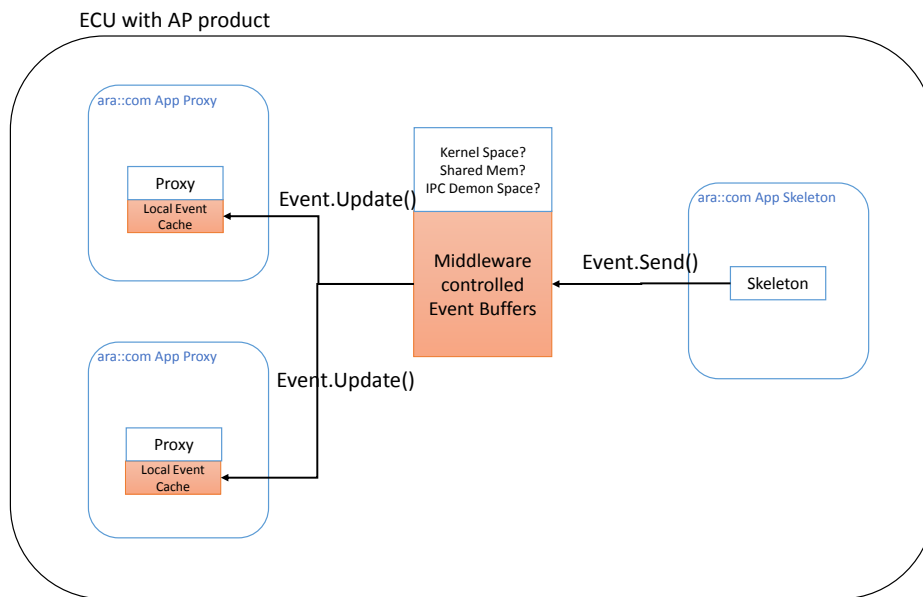 ECU with AP product
ara::com App Proxy
Proxy
Local Event
Cache
Event.Update()
Kernel Space?
Shared Mem?
IPC Demon Space?
Middleware
controlled
Event Buffers
Event.Send()
ara::com App Skeleton
Skeleton
ara::com App Proxy
Event.Update()
Proxy
Local Event
Cache